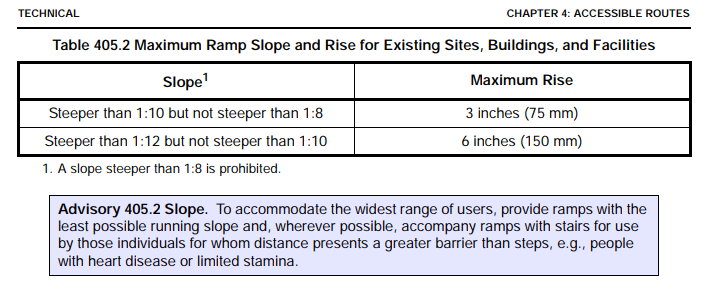 TECHNICAL CHAPTER 4: ACCESSIBLE ROUTES
Table 405.2 Maximum Ramp Slope and Rise for Existing Sites, Buildings, and Facilities
Slope1 Maximum Rise
Steeper than 1:10 but not steeper than 1:8 3 inches (75 mm)
Steeper than 1:12 but not steeper than 1:10 6 inches (150 mm)
1. A slope steeper than 1:8 is prohibited.
Advisory 405.2 Slope. To accommodate the widest range of users, provide ramps with the
least possible running slope and, wherever possible, accompany ramps with stairs for use
by those individuals for whom distance presents a greater barrier than steps, e.g., people
with heart disease or limited stamina.